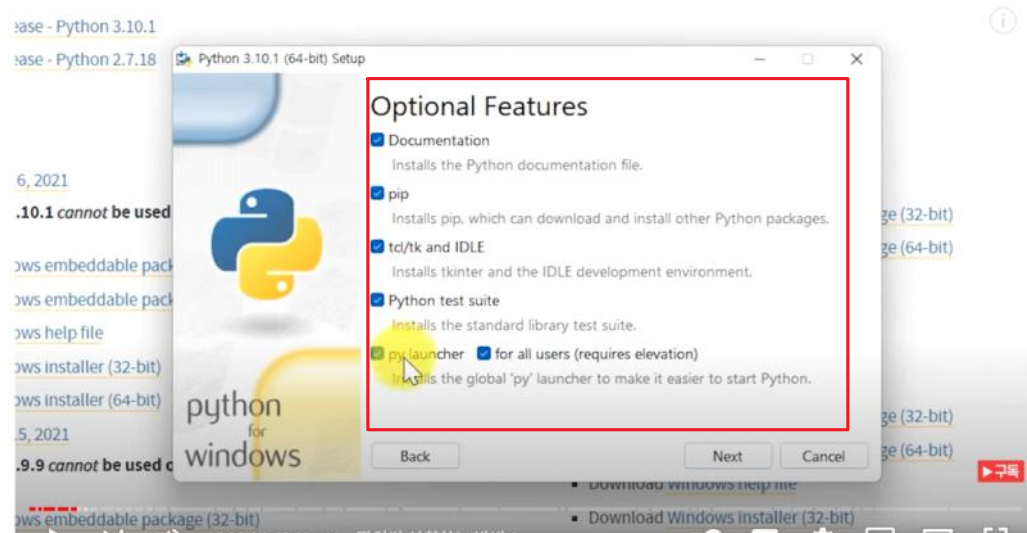 ease - Python 3.10.1
ease - Python 2.7.18
Python 3.10.1 (64-bit) Setup
Optional Features
Documentation
Installs the Python documentation file.
6, 2021
pip
.10.1 cannot be used
Installs pip, which can download and install other Python packages.
ge (32-bit)
tcl/tk and IDLE
ge (64-bit)
ows embeddable pack
Installs tkinter and the IDLE development environment.
ows embeddable pack
Python test suite
Installs the standard library test suite.
ows help file
py launcher for all users (requires elevation)
ows installer (32-bit)
Installs the global 'py' launcher to make it easier to start Python.
ows installer (64-bit)
python
for
windows
ge (32-bit)
5, 2021
ge (64-bit)
.9.9 cannot be used
Back
Next
Cancel
구독
Download Windows help file
ows embeddable package (32-bit)
Download Windows installer (32-bit)